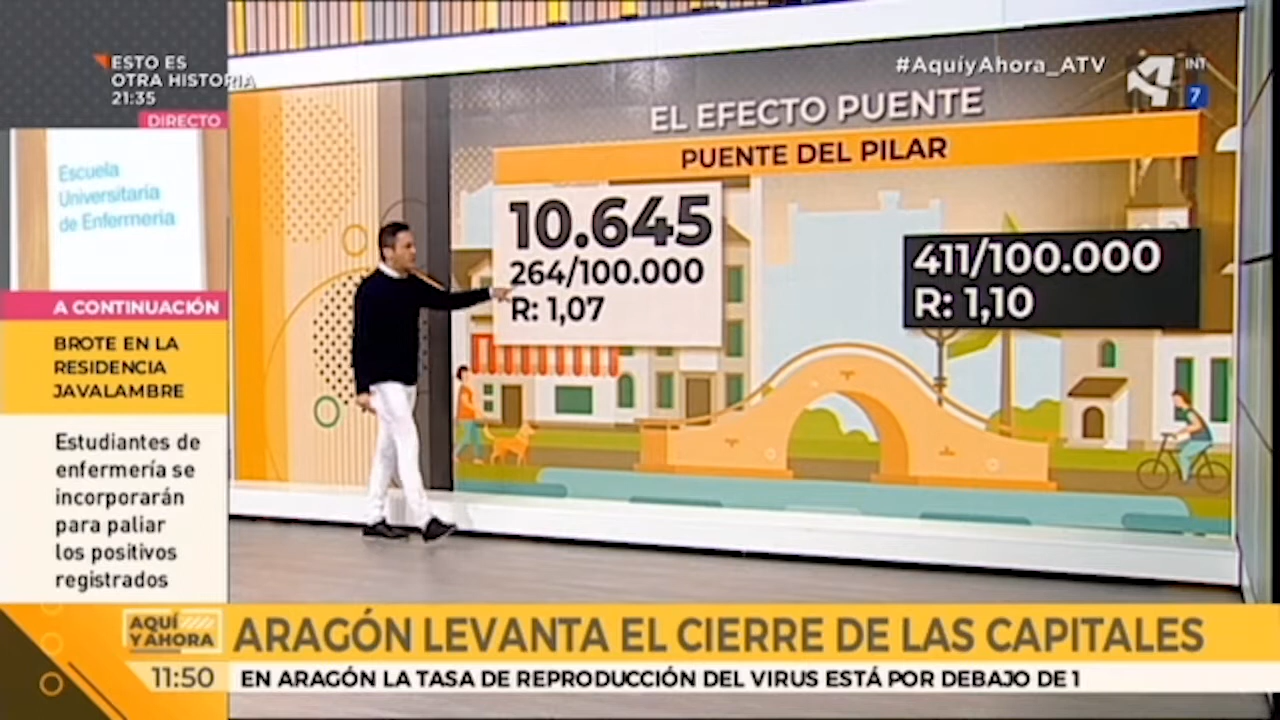 ESTO ES
OTRA HISTORIA
21:35
DIRECTO
Escuela
Universitaria
de Enfermería
A CONTINUACIÓN
BROTE EN LA
RESIDENCIA
JAVALAMBRE
Estudiantes de
enfermería se
incorporarán
para paliar
los positivos
registrados
#AquíyAhora_ATV
INT
7
EL EFECTO PUENTE
PUENTE DEL PILAR
10.645
264/100.000
R: 1,07
411/100.000
R: 1,10
AQUÍ
Y AHORA
ARAGÓN LEVANTA EL CIERRE DE LAS CAPITALES
11:50
EN ARAGÓN LA TASA DE REPRODUCCIÓN DEL VIRUS ESTÁ POR DEBAJO DE 1